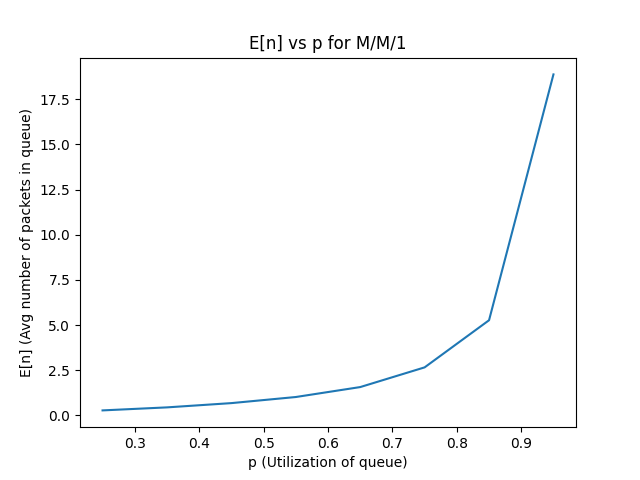 E[n] vs p for M/M/1
E[n] (Avg number of packets in queue)
17.5
15.0
12.5
10.0
7.5
5.0
2.5
0.0
0.3 0.4 0.5 0.6 0.7 0.8 0.9
p (Utilization of queue)